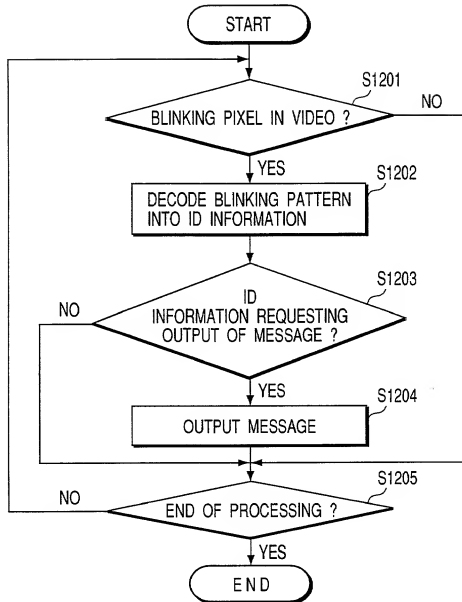 START
S1201
BLINKING PIXEL IN VIDEO ?
NO
YES
S1202
DECODE BLINKING PATTERN
INTO ID INFORMATION
S1203
ID
INFORMATION REQUESTING
OUTPUT OF MESSAGE ?
NO
YES
S1204
OUTPUT MESSAGE
S1205
END OF PROCESSING ?
NO
YES
END